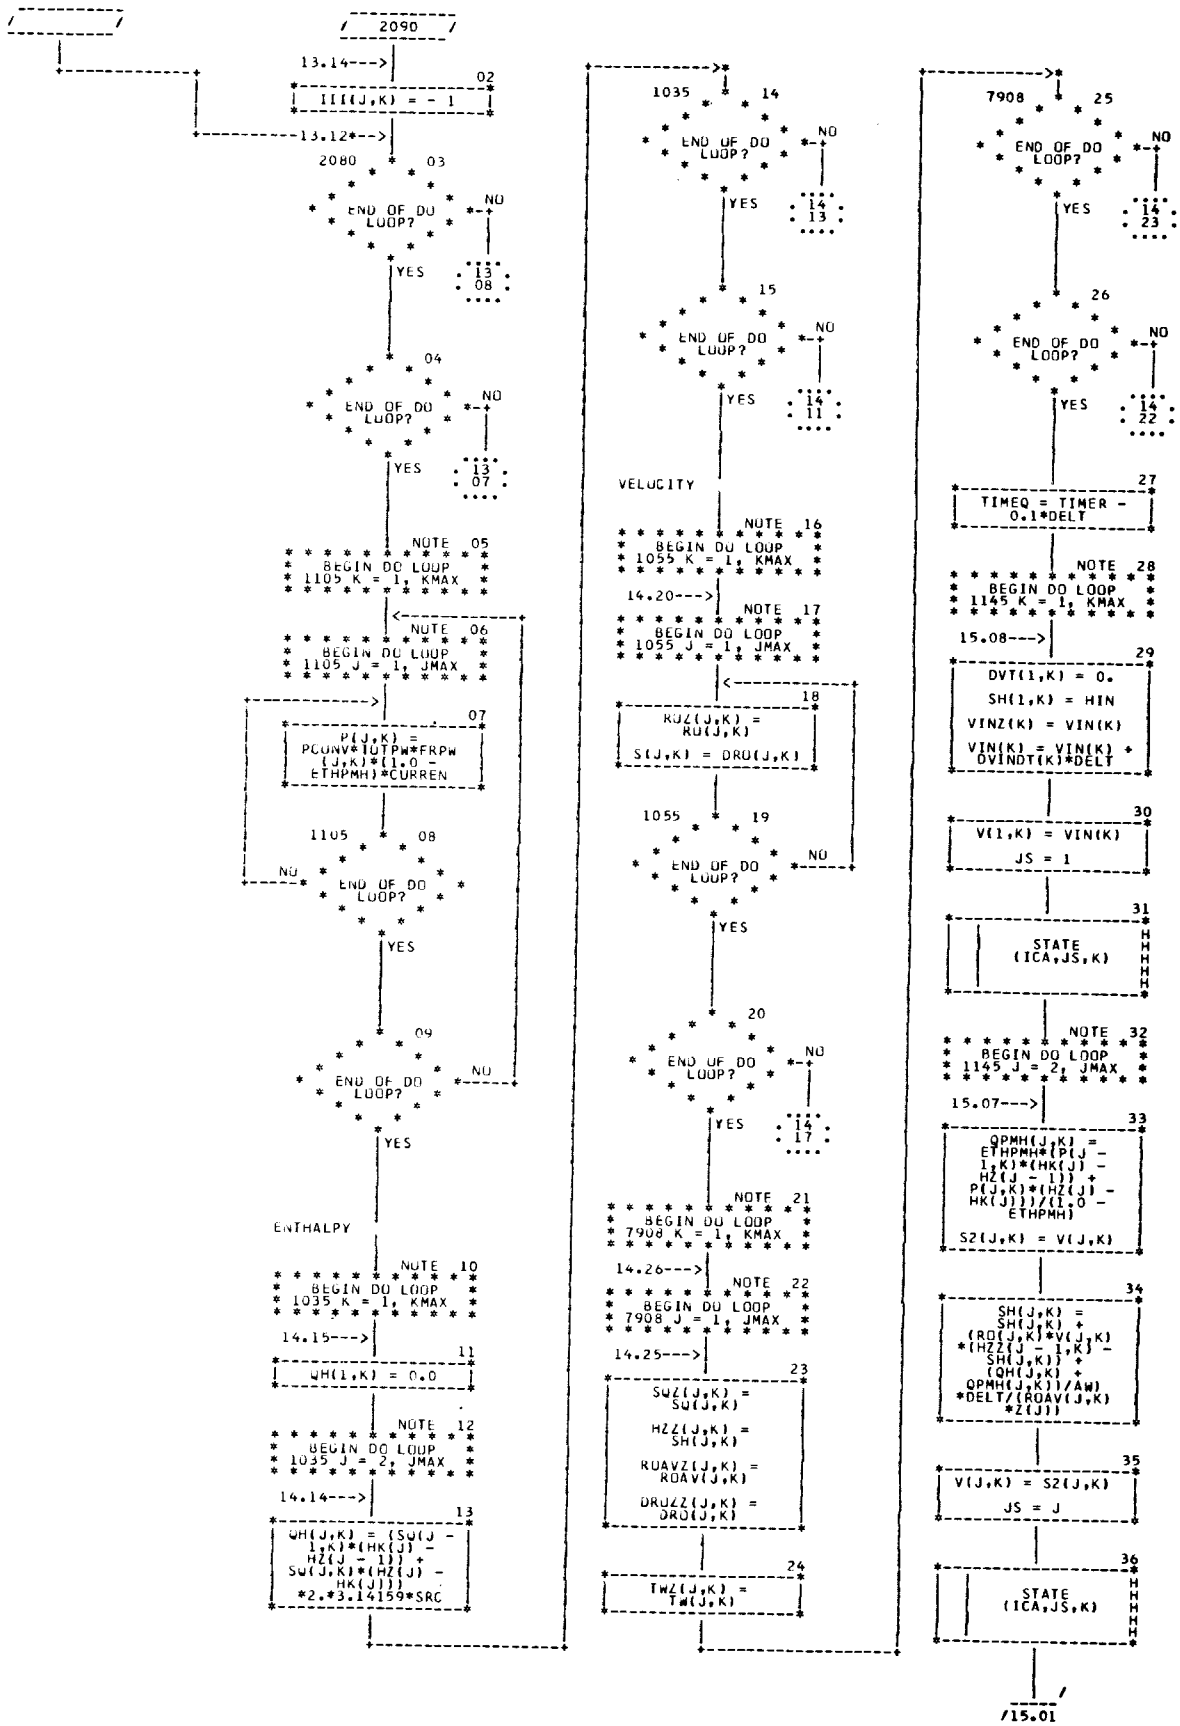 2090
13.14--->
02
III(J,K) = - 1
13.12*-->
2080 03
END OF DO
LOOP?
NO
13
08
YES
04
END OF DO
LOOP?
NO
13
07
YES
NOTE 05
BEGIN DO LOOP
1105 K = 1, KMAX
NOTE 06
BEGIN DO LOOP
1105 J = 1, JMAX
07
P(J,K) =
PCONV*TOTPW*FRPW
(J,K)*(1.0 -
ETHPMH)*CURREN
1105 08
NO
END OF DO
LOOP?
YES
09
END OF DO
LOOP?
NO
YES
ENTHALPY
NOTE 10
BEGIN DO LOOP
1035 K = 1, KMAX
14.15--->
11
QH(1,K) = 0.0
NOTE 12
BEGIN DO LOOP
1035 J = 2, JMAX
14.14--->
13
QH(J,K) = (SQ(J -
1,K)*(HK(J) -
HZ(J - 1)) +
SQ(J,K)*(HZ(J) -
HK(J)))
*2.*3.14159*SRC
1035 14
END OF DO
LOOP?
NO
14
13
YES
15
END OF DO
LOOP?
NO
14
11
YES
VELOCITY
NOTE 16
BEGIN DO LOOP
1055 K = 1, KMAX
14.20--->
NOTE 17
BEGIN DO LOOP
1055 J = 1, JMAX
18
ROZ(J,K) =
RO(J,K)
S(J,K) = DRO(J,K)
1055 19
END OF DO
LOOP?
NO
YES
20
END OF DO
LOOP?
NO
14
17
YES
NOTE 21
BEGIN DO LOOP
7908 K = 1, KMAX
14.26--->
NOTE 22
BEGIN DO LOOP
7908 J = 1, JMAX
14.25--->
23
SQZ(J,K) =
SQ(J,K)
HZZ(J,K) =
SH(J,K)
ROAVZ(J,K) =
ROAV(J,K)
DROZZ(J,K) =
DRO(J,K)
24
TWZ(J,K) =
TW(J,K)
7908 25
END OF DO
LOOP?
NO
14
23
YES
26
END OF DO
LOOP?
NO
14
22
YES
27
TIMEQ = TIMER -
0.1*DELT
NOTE 28
BEGIN DO LOOP
1145 K = 1, KMAX
15.08--->
29
DVT(1,K) = 0.
SH(1,K) = HIN
VINZ(K) = VIN(K)
VIN(K) = VIN(K) +
DVINDT(K)*DELT
30
V(1,K) = VIN(K)
JS = 1
31
STATE
(ICA,JS,K)
H
H
H
H
H
NOTE 32
BEGIN DO LOOP
1145 J = 2, JMAX
15.07--->
33
QPMH(J,K) =
ETHPMH*(P(J -
1,K)*(HK(J) -
HZ(J - 1)) +
P(J,K)*(HZ(J) -
HK(J)))/(1.0 -
ETHPMH)
S2(J,K) = V(J,K)
34
SH(J,K) =
SH(J,K) +
(RO(J,K)*V(J,K)
*(HZZ(J - 1,K) -
SH(J,K)) +
(QH(J,K) +
QPMH(J,K))/AW)
*DELT/(ROAV(J,K)
*Z(J))
35
V(J,K) = S2(J,K)
JS = J
36
STATE
(ICA,JS,K)
H
H
H
H
H
/15.01